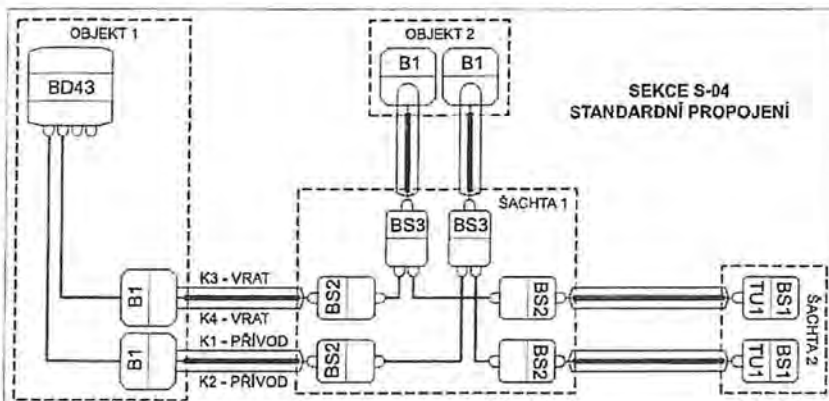 OBJEKT 1
BD43
OBJEKT 2
B1
B1
SEKCE S-04
STANDARDNÍ PROPOJENÍ
ŠACHTA 1
BS3
BS3
B1
K3 - VRAT
K4 - VRAT
BS2
BS2
BS1
TU1
B1
K1 - PŘÍVOD
K2 - PŘÍVOD
BS2
BS2
BS1
TU1
ŠACHTA 2